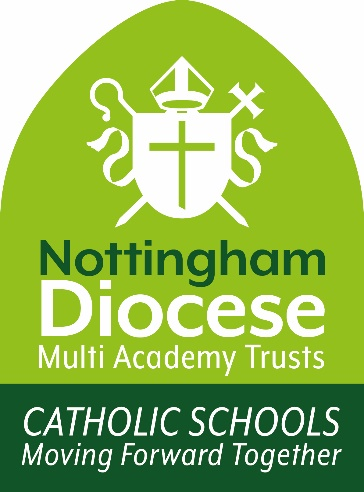 Nottingham
Diocese
Multi Academy Trusts
CATHOLIC SCHOOLS
Moving Forward Together